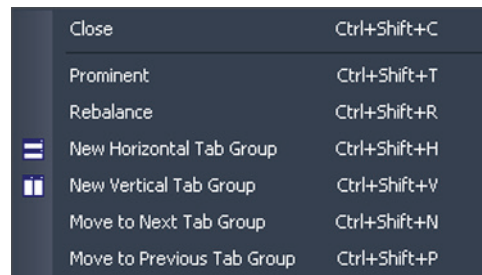 Close Ctrl+Shift+C
Prominent Ctrl+Shift+T
Rebalance Ctrl+Shift+R
New Horizontal Tab Group Ctrl+Shift+H
New Vertical Tab Group Ctrl+Shift+V
Move to Next Tab Group Ctrl+Shift+N
Move to Previous Tab Group Ctrl+Shift+P